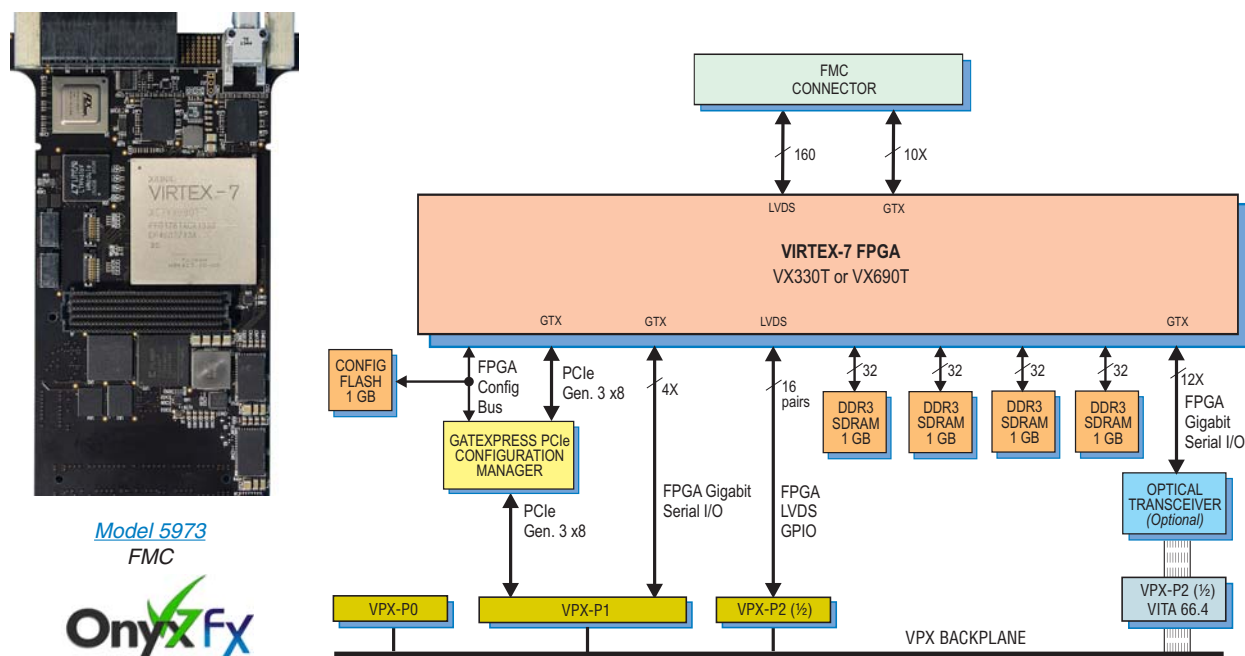 VIRTEX-7
Model 5973
FMC
Onyx7Fx
FMC
CONNECTOR
160
10X
LVDS
GTX
VIRTEX-7 FPGA
VX330T or VX690T
GTX
GTX
LVDS
GTX
CONFIG
FLASH
1 GB
FPGA
Config
Bus
PCIe
Gen. 3 x8
4X
16
pairs
32
32
32
32
12X
FPGA
Gigabit
Serial I/O
DDR3
SDRAM
1 GB
DDR3
SDRAM
1 GB
DDR3
SDRAM
1 GB
DDR3
SDRAM
1 GB
GATEXPRESS PCIe
CONFIGURATION
MANAGER
OPTICAL
TRANSCEIVER
(Optional)
PCIe
Gen. 3 x8
FPGA Gigabit
Serial I/O
FPGA
LVDS
GPIO
VPX-P0
VPX-P1
VPX-P2 (½)
VPX-P2 (½)
VITA 66.4
VPX BACKPLANE